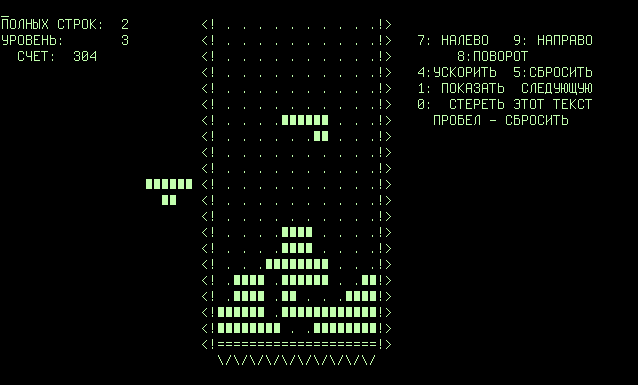 ПОЛНЫХ СТРОК: 2
УРОВЕНЬ: 3
СЧЕТ: 304
7: НАЛЕВО 9: НАПРАВО
8:ПОВОРОТ
4:УСКОРИТЬ 5:СБРОСИТЬ
1: ПОКАЗАТЬ СЛЕДУЮЩУЮ
0: СТЕРЕТЬ ЭТОТ ТЕКСТ
ПРОБЕЛ - СБРОСИТЬ